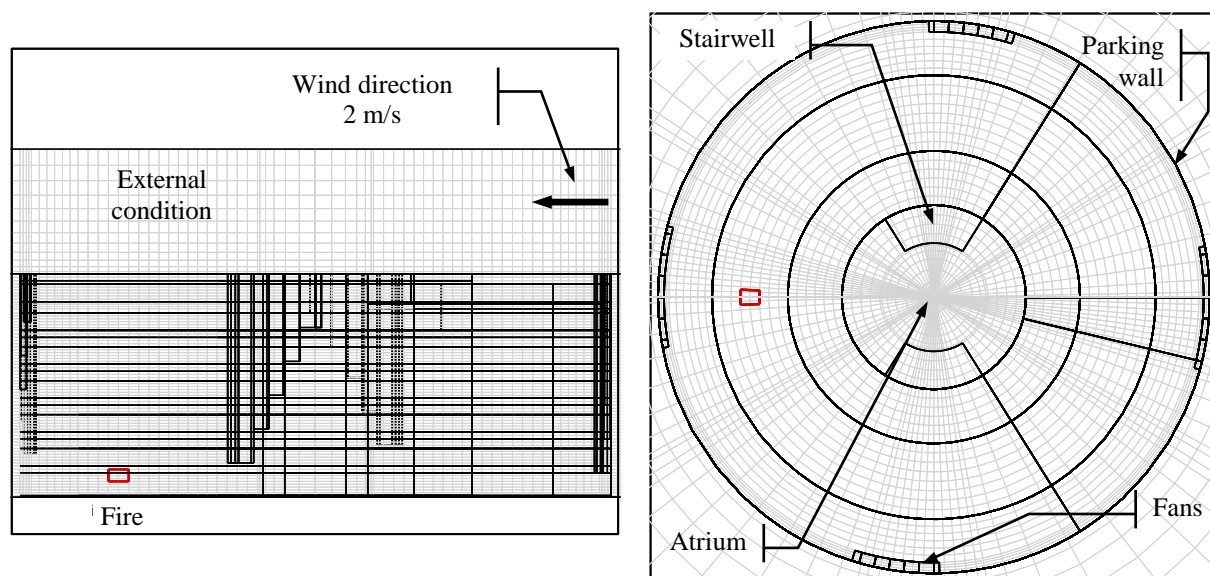 Wind direction
2 m/s
External
condition
Fire
Stairwell
Parking
wall
Atrium
Fans